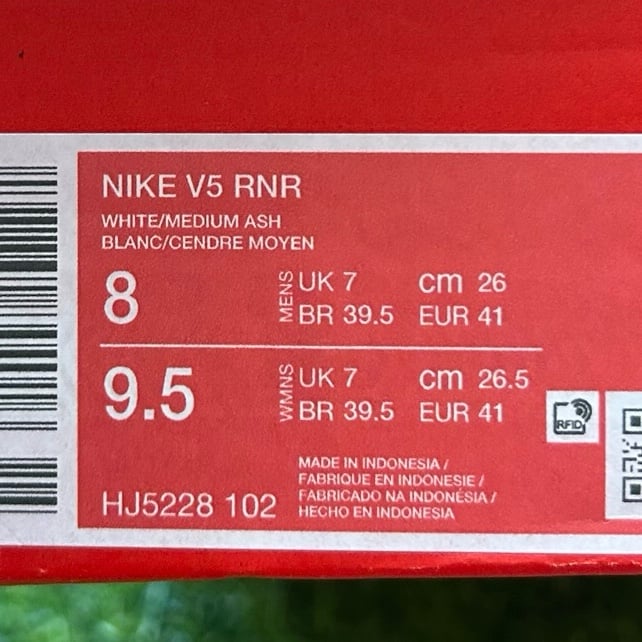 NIKE V5 RNR
WHITE/MEDIUM ASH
BLANC/CENDRE MOYEN
8 MENS UK 7 cm 26
BR 39.5 EUR 41
9.5 WMNS UK 7 cm 26.5
BR 39.5 EUR 41
RFID
MADE IN INDONESIA /
FABRIQUE EN INDONESIE /
FABRICADO NA INDONÉSIA /
HECHO EN INDONESIA
HJ5228 102